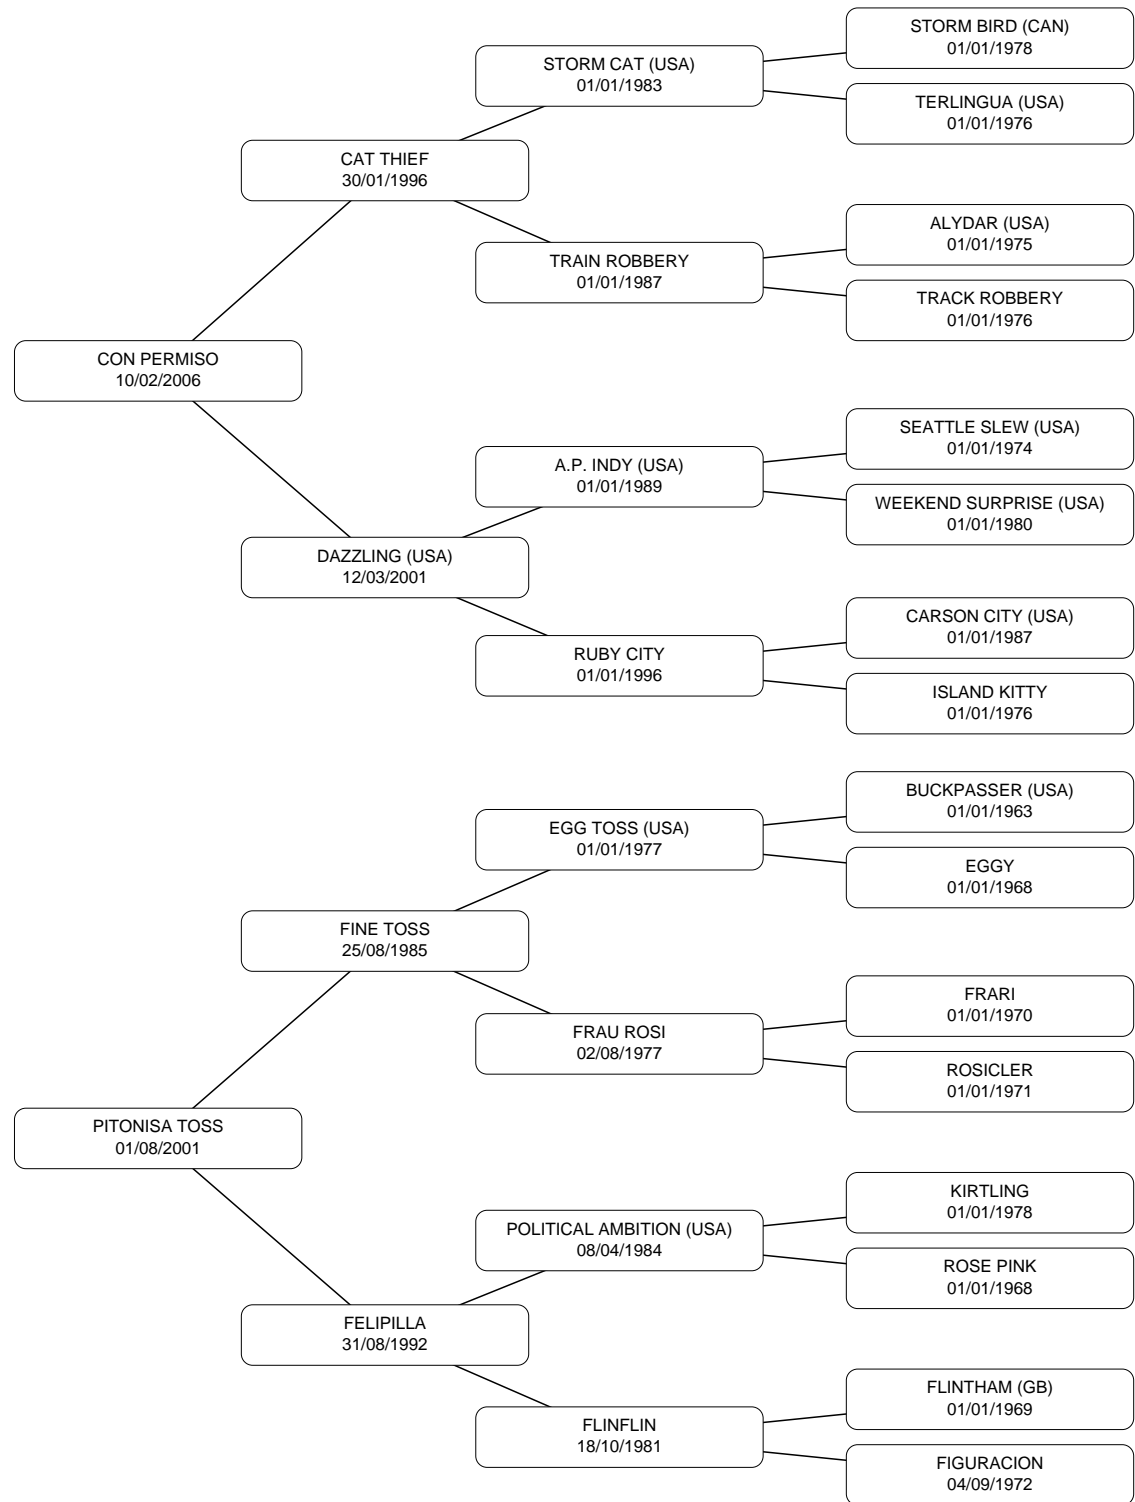 STORM BIRD (CAN)
01/01/1978
STORM CAT (USA)
01/01/1983
TERLINGUA (USA)
01/01/1976
CAT THIEF
30/01/1996
ALYDAR (USA)
01/01/1975
TRAIN ROBBERY
01/01/1987
TRACK ROBBERY
01/01/1976
CON PERMISO
10/02/2006
SEATTLE SLEW (USA)
01/01/1974
A.P. INDY (USA)
01/01/1989
WEEKEND SURPRISE (USA)
01/01/1980
DAZZLING (USA)
12/03/2001
CARSON CITY (USA)
01/01/1987
RUBY CITY
01/01/1996
ISLAND KITTY
01/01/1976
BUCKPASSER (USA)
01/01/1963
EGG TOSS (USA)
01/01/1977
EGGY
01/01/1968
FINE TOSS
25/08/1985
FRARI
01/01/1970
FRAU ROSI
02/08/1977
ROSICLER
01/01/1971
PITONISA TOSS
01/08/2001
KIRTLING
01/01/1978
POLITICAL AMBITION (USA)
08/04/1984
ROSE PINK
01/01/1968
FELIPILLA
31/08/1992
FLINTHAM (GB)
01/01/1969
FLINFLIN
18/10/1981
FIGURACION
04/09/1972